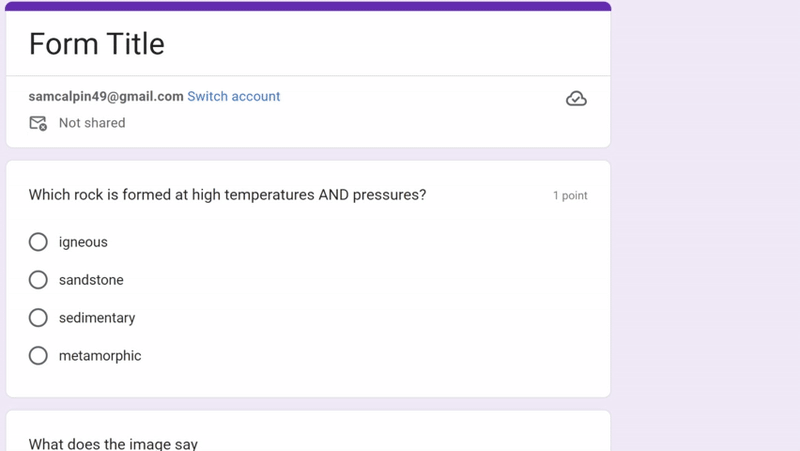 Form Title
samcalpin49@gmail.com Switch account
Not shared
Which rock is formed at high temperatures AND pressures?
1 point
igneous
sandstone
sedimentary
metamorphic
What does the image say